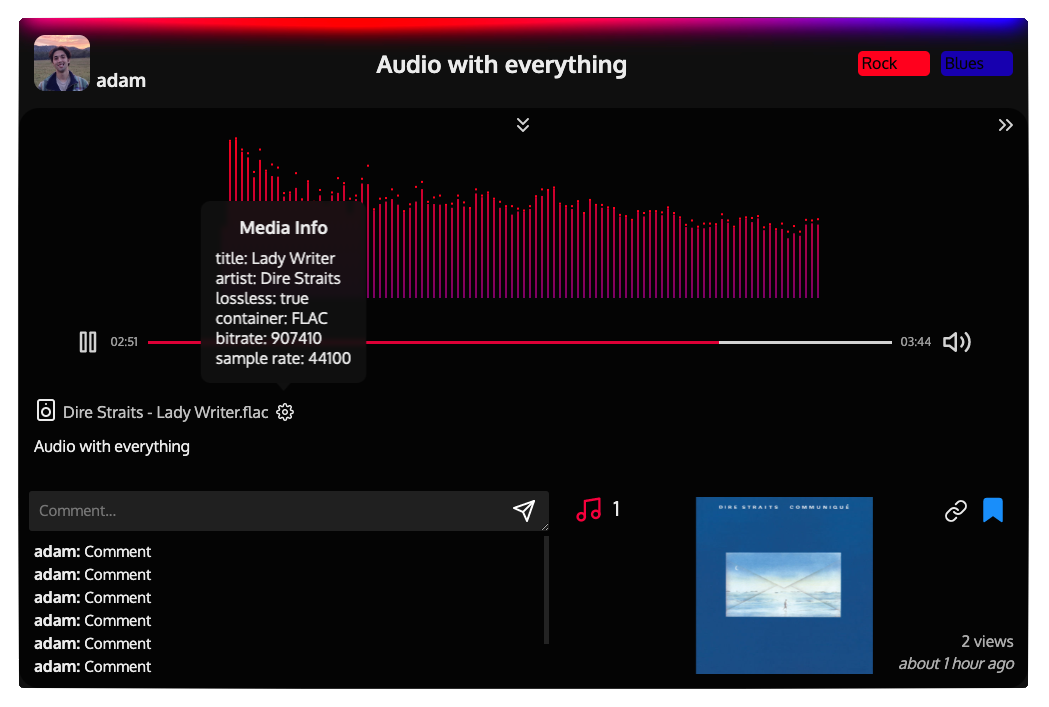 adam
Audio with everything
Rock
Blues
Media Info
title: Lady Writer
artist: Dire Straits
lossless: true
container: FLAC
bitrate: 907410
sample rate: 44100
02:51
03:44
Dire Straits - Lady Writer.flac
Audio with everything
Comment...
1
DIRE STRAITS COMMUNIQUÉ
adam: Comment
adam: Comment
adam: Comment
adam: Comment
adam: Comment
adam: Comment
2 views
about 1 hour ago